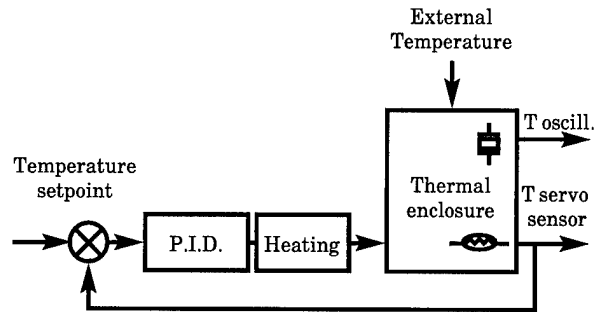 External
Temperature
T oscill.
Temperature
setpoint
Thermal
enclosure
T servo
sensor
P.I.D.
Heating